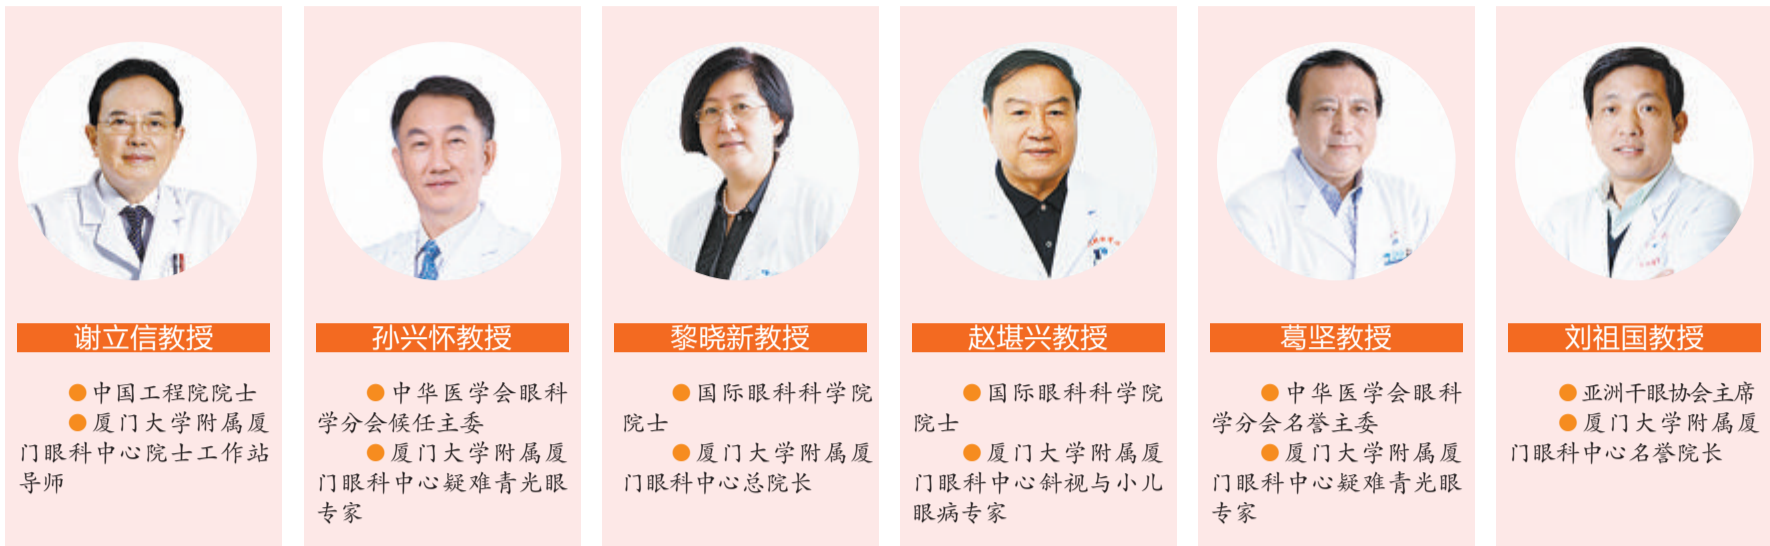 谢立信教授
●中国工程院院士
●厦门大学附属厦
门眼科中心院士工作站
导师
孙兴怀教授
●中华医学会眼科
学分会候任主委
●厦门大学附属厦
门眼科中心疑难青光眼
专家
黎晓新教授
●国际眼科科学院
院士
●厦门大学附属厦
门眼科中心总院长
赵堪兴教授
●国际眼科科学院
院士
●厦门大学附属厦
门眼科中心斜视与小儿
眼病专家
葛坚教授
●中华医学会眼科
学分会名誉主委
●厦门大学附属厦
门眼科中心疑难青光眼
专家
刘祖国教授
●亚洲干眼协会主席
●厦门大学附属厦
门眼科中心名誉院长